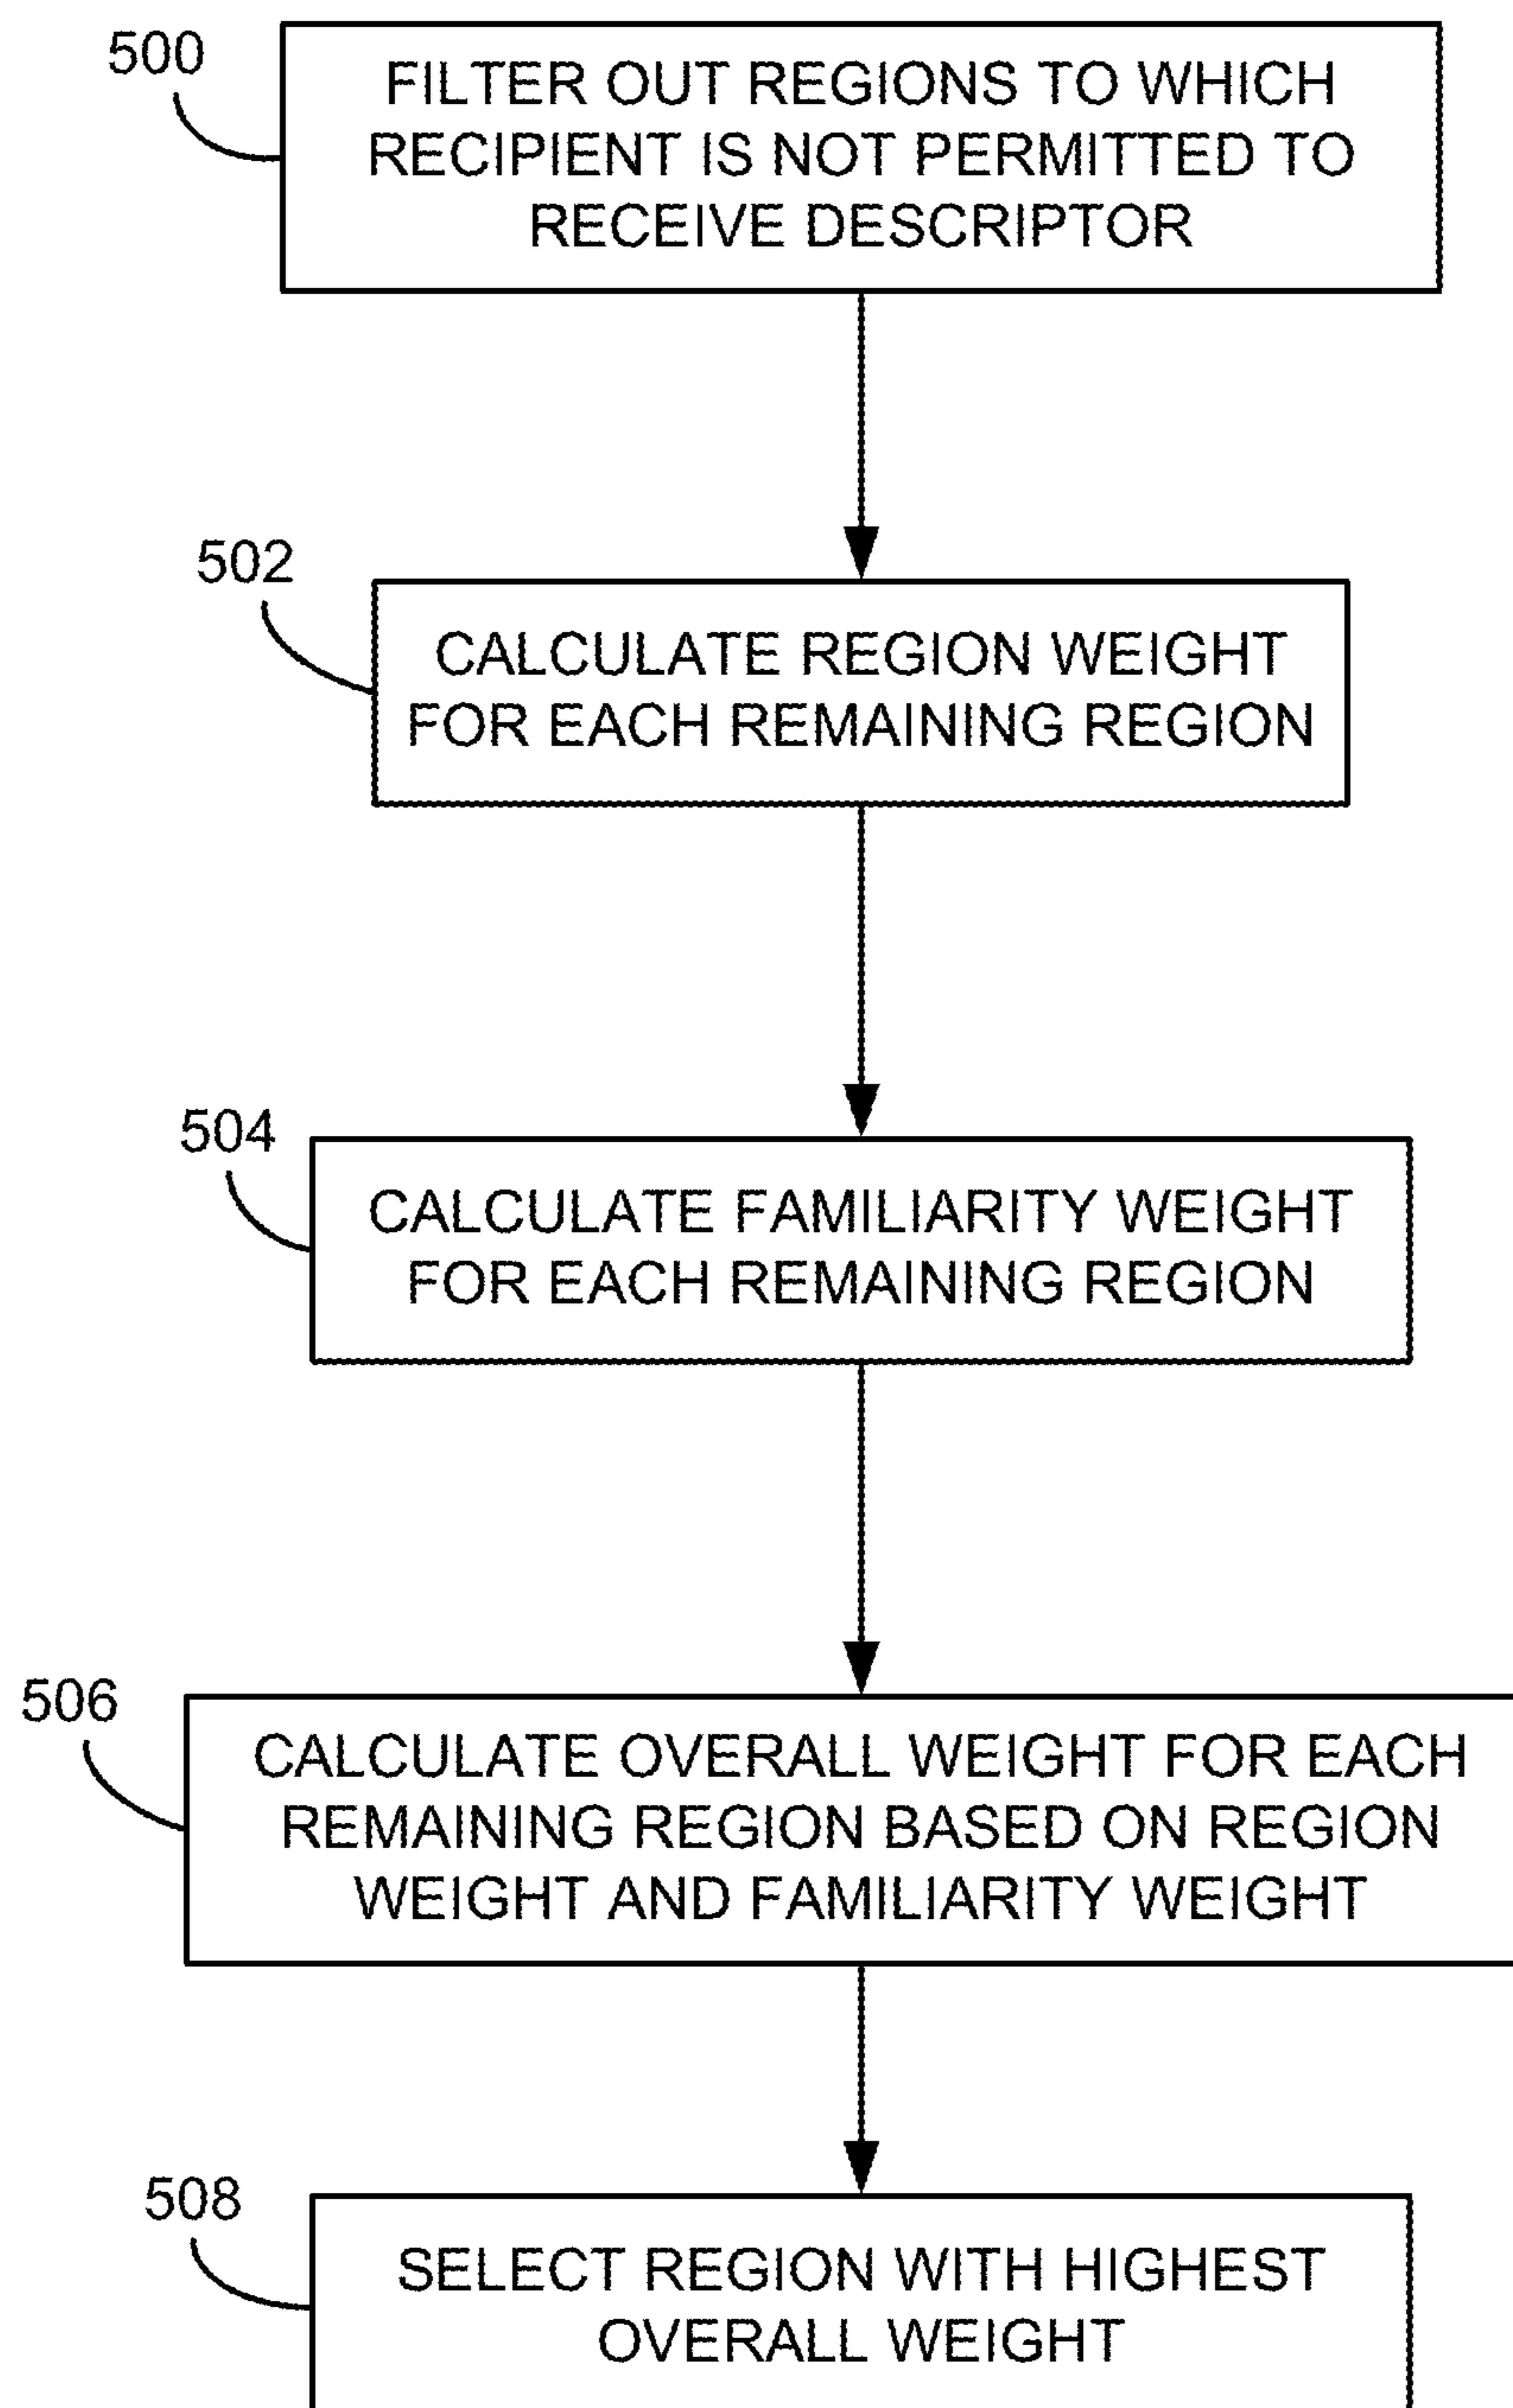 500
FILTER OUT REGIONS TO WHICH
RECIPIENT IS NOT PERMITTED TO
RECEIVE DESCRIPTOR
502
CALCULATE REGION WEIGHT
FOR EACH REMAINING REGION
504
CALCULATE FAMILIARITY WEIGHT
FOR EACH REMAINING REGION
506
CALCULATE OVERALL WEIGHT FOR EACH
REMAINING REGION BASED ON REGION
WEIGHT AND FAMILIARITY WEIGHT
508
SELECT REGION WITH HIGHEST
OVERALL WEIGHT